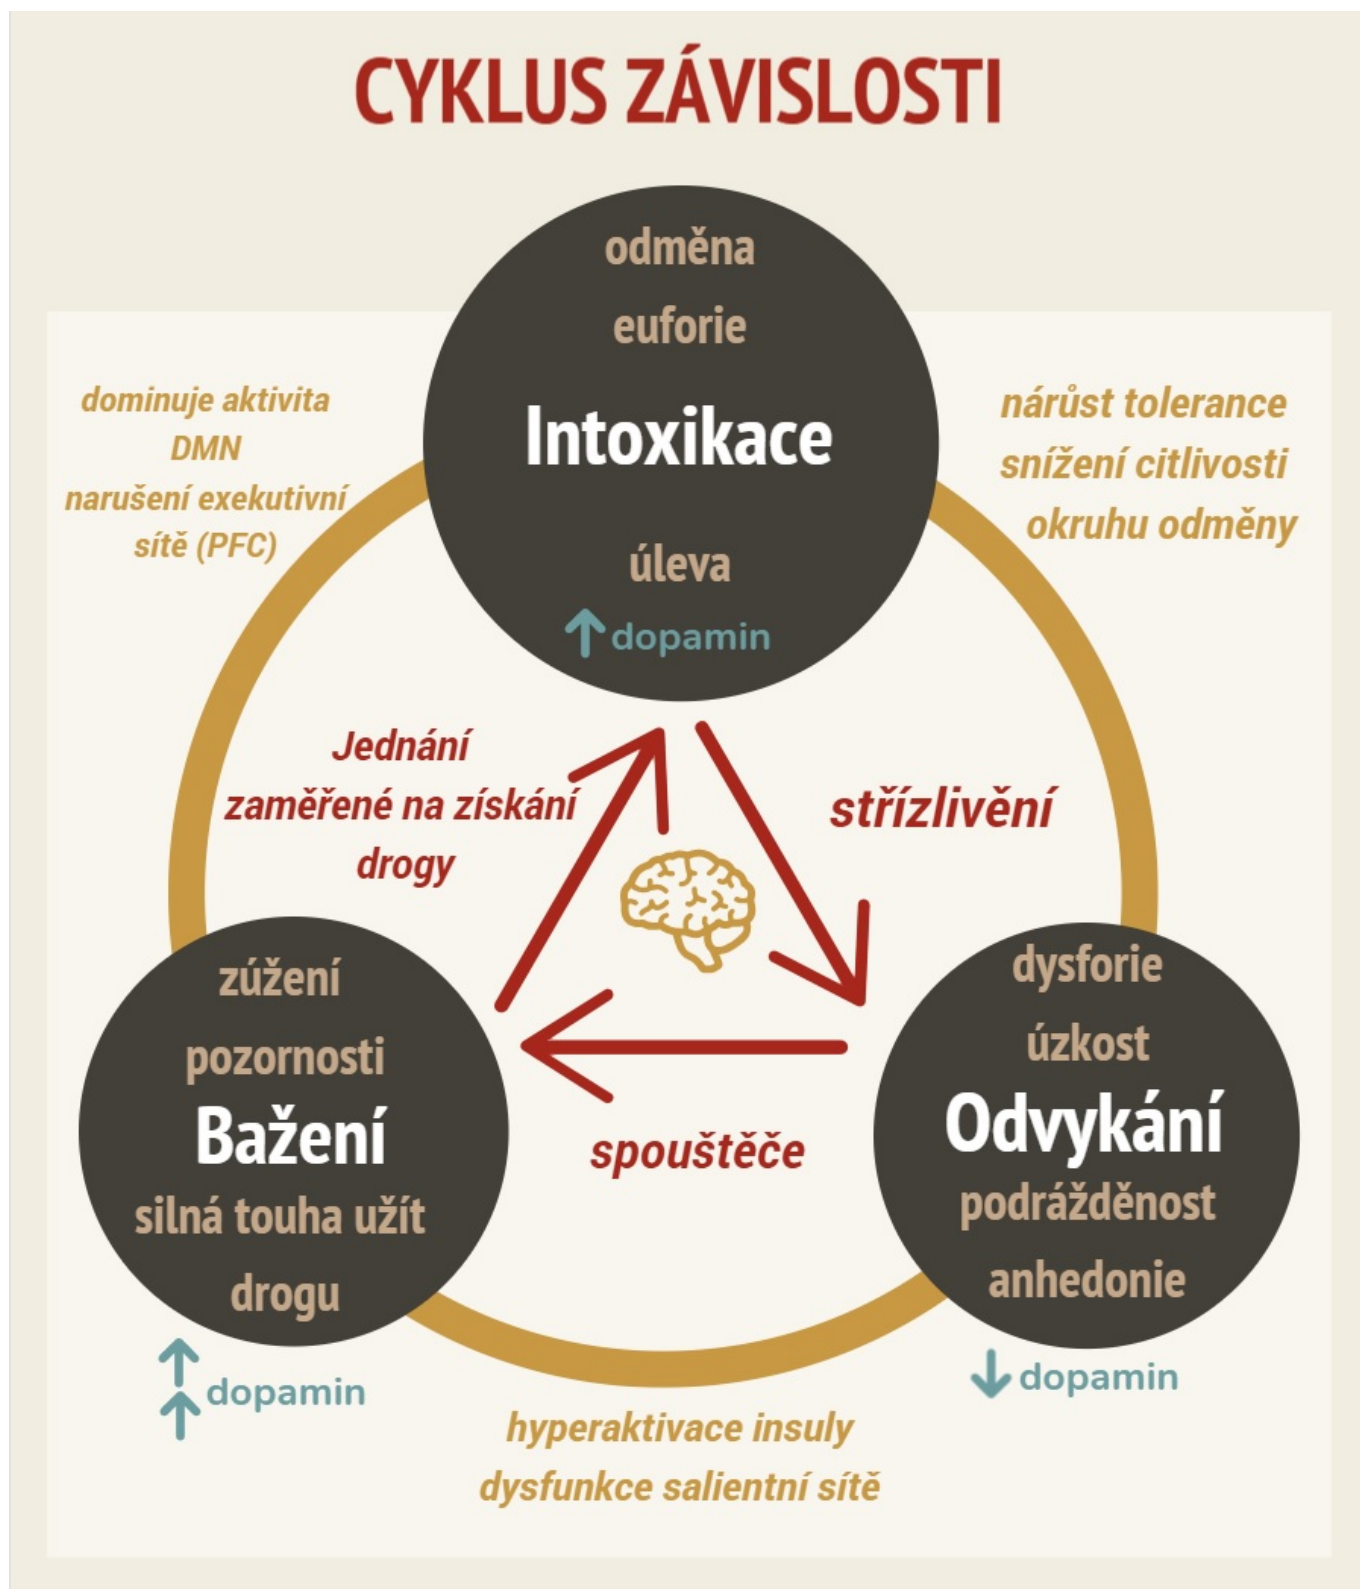 CYKLUS ZÁVISLOSTI
odměna
euforie
Intoxikace
úleva
dopamin
dominuje aktivita
DMN
narušení exekutivní
sítě (PFC)
nárůst tolerance
snížení citlivosti
okruhu odměny
Jednání
zaměřené na získání
drogy
střízlivění
zúžení
pozornosti
Bažení
silná touha užít
drogu
dopamin
spouštěče
dysforie
úzkost
Odvykání
podrážděnost
anhedonie
dopamin
hyperaktivace insuly
dysfunkce salientní sítě